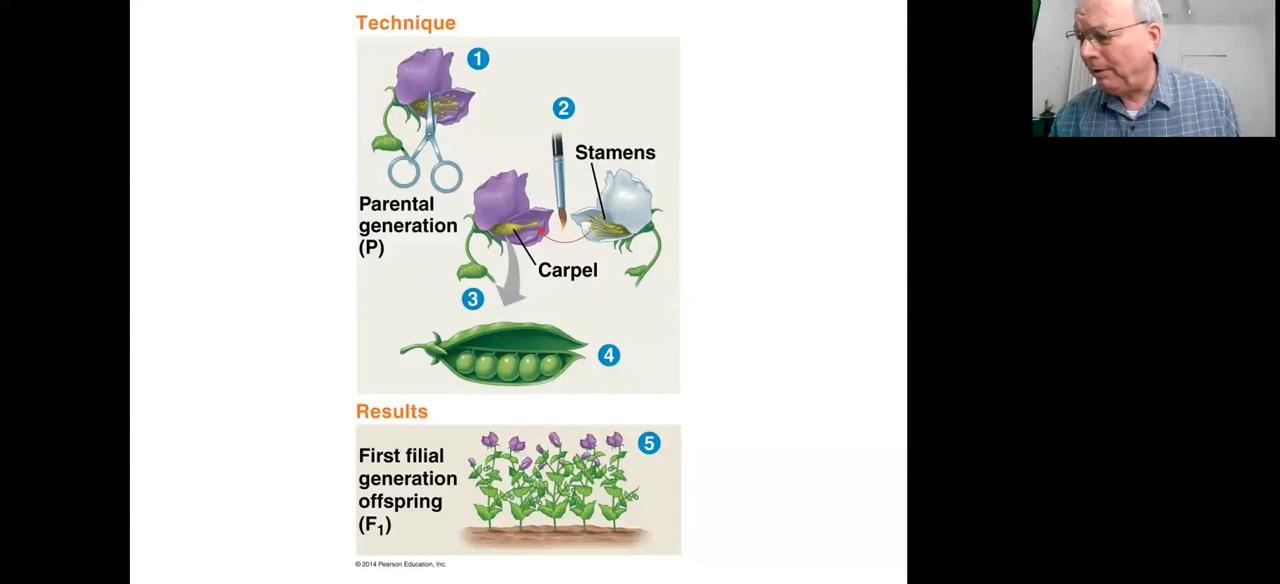 Technique
1
2
Stamens
Parental
generation
(P)
Carpel
3
4
Results
5
First filial
generation
offspring
(F1)
© 2014 Pearson Education, Inc.